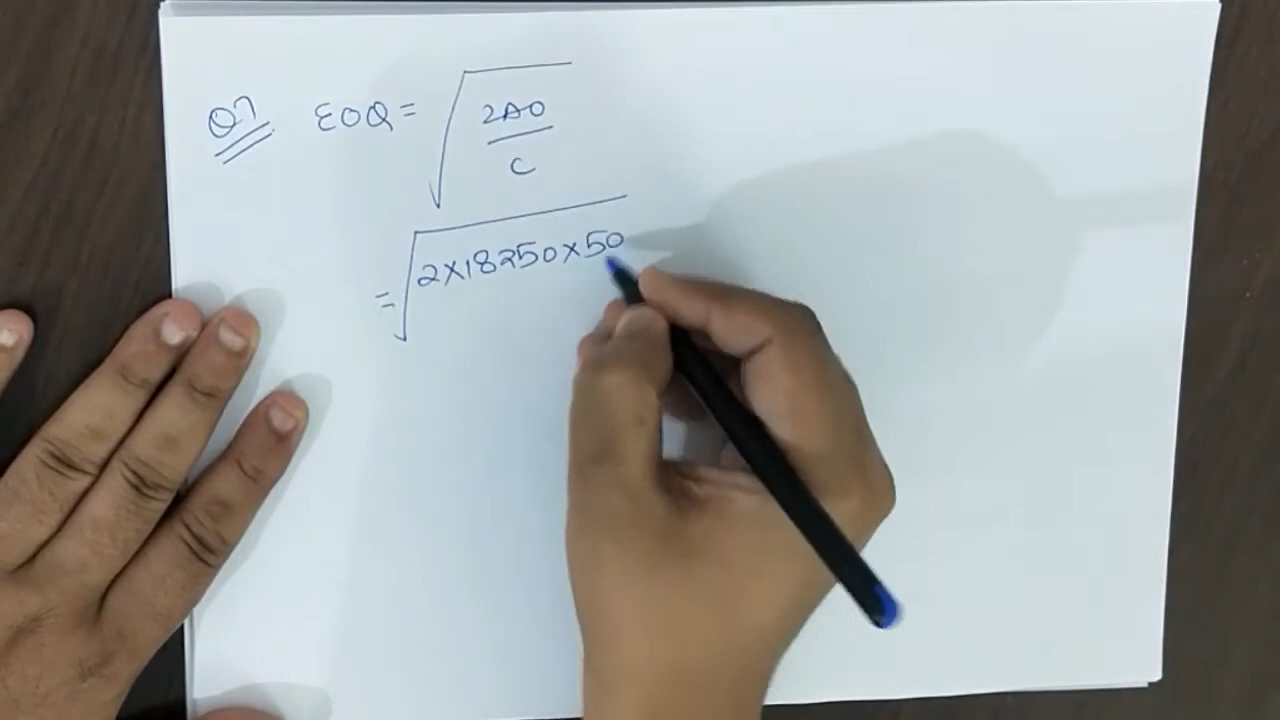 Q7 EOQ = √(2AO / C)
= √(2×18250×50